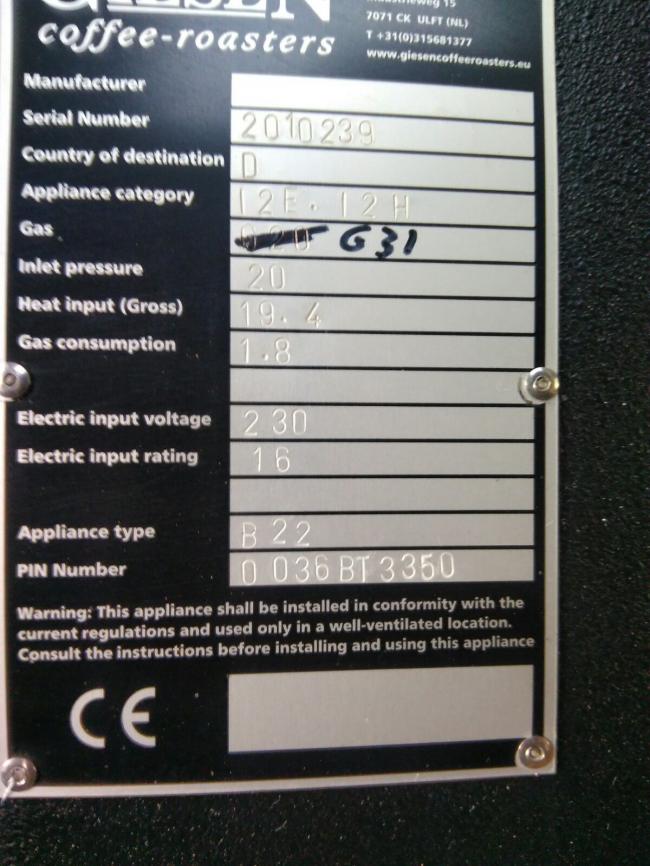 GIESEN
coffee-roasters
7071 CK ULFT (NL)
T +31(0)315681377
www.giesencoffeeroasters.eu
Manufacturer
Serial Number 2010239
Country of destination D
Appliance category I2E. I2H
Gas G31
Inlet pressure 20
Heat input (Gross) 19.4
Gas consumption 1.8
Electric input voltage 230
Electric input rating 16
Appliance type B22
PIN Number 0036BT3350
Warning: This appliance shall be installed in conformity with the
current regulations and used only in a well-ventilated location.
Consult the instructions before installing and using this appliance
CE